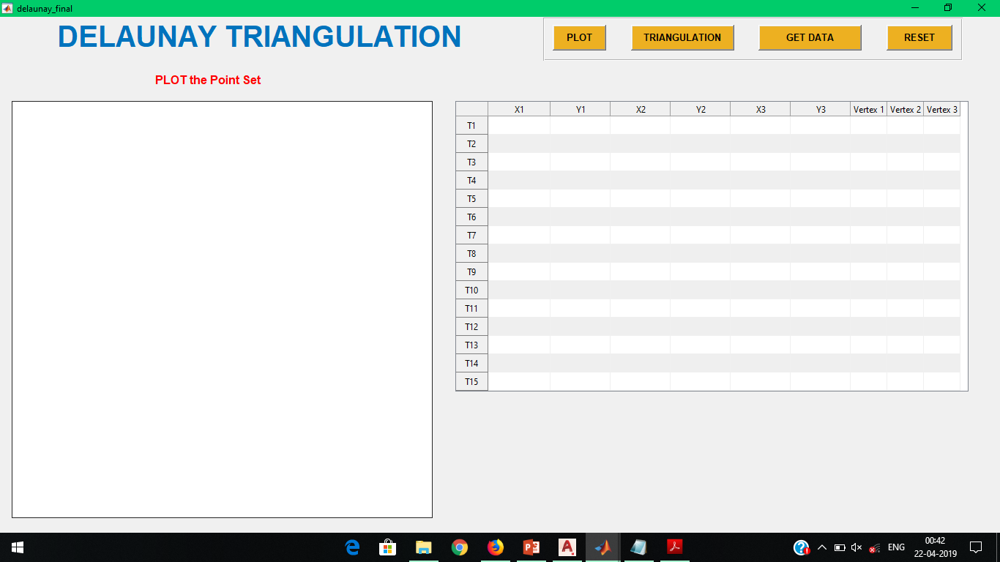 delaunay_final
DELAUNAY TRIANGULATION
PLOT
TRIANGULATION
GET DATA
RESET
PLOT the Point Set
X1 Y1 X2 Y2 X3 Y3 Vertex 1 Vertex 2 Vertex 3
T1
T2
T3
T4
T5
T6
T7
T8
T9
T10
T11
T12
T13
T14
T15
ENG
00:42
22-04-2019